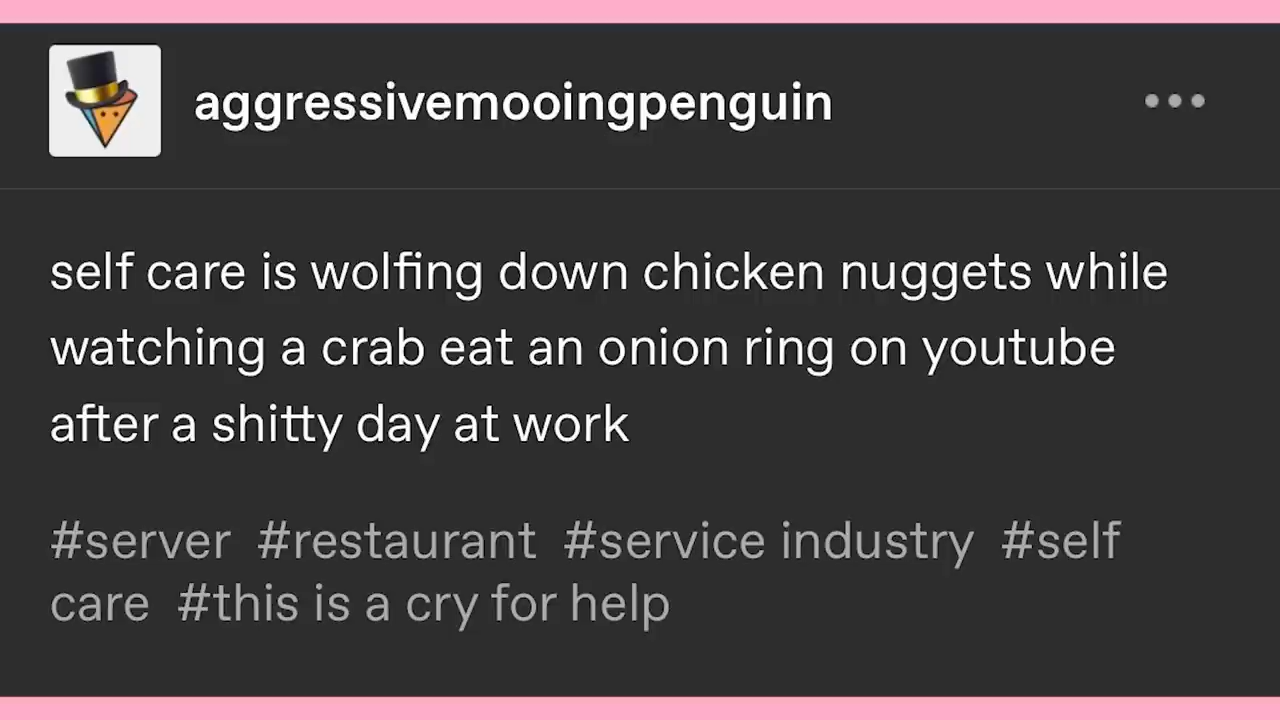 aggressivemooingpenguin
self care is wolfing down chicken nuggets while
watching a crab eat an onion ring on youtube
after a shitty day at work
#server #restaurant #service industry #self
care #this is a cry for help